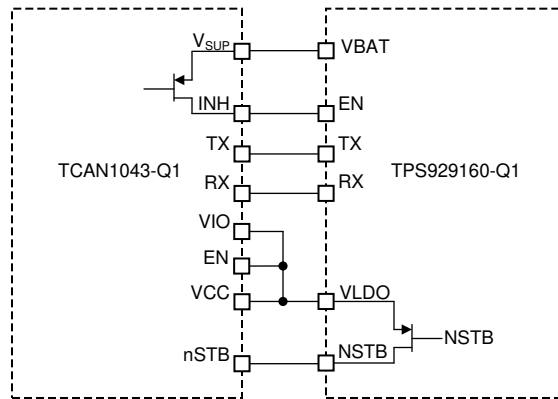 VSUP VBAT
INH EN
TX TX
TCAN1043-Q1 TPS929160-Q1
RX RX
VIO
EN
VCC VLDO
NSTB
nSTB NSTB